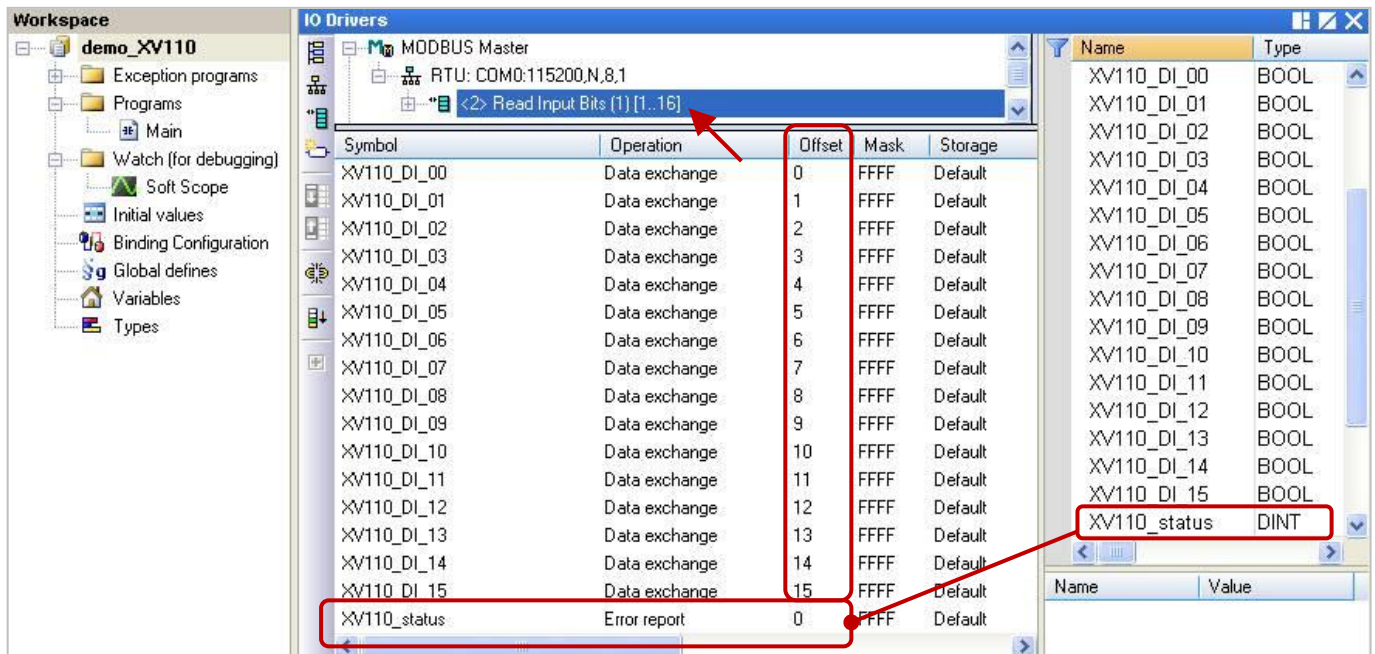 Workspace
demo_XV110
Exception programs
Programs
Main
Watch (for debugging)
Soft Scope
Initial values
Binding Configuration
Global defines
Variables
Types
IO Drivers
MODBUS Master
RTU: COM0:115200,N,8,1
<2> Read Input Bits (1) [1..16]
Symbol Operation Offset Mask Storage
XV110_DI_00 Data exchange 0 FFFF Default
XV110_DI_01 Data exchange 1 FFFF Default
XV110_DI_02 Data exchange 2 FFFF Default
XV110_DI_03 Data exchange 3 FFFF Default
XV110_DI_04 Data exchange 4 FFFF Default
XV110_DI_05 Data exchange 5 FFFF Default
XV110_DI_06 Data exchange 6 FFFF Default
XV110_DI_07 Data exchange 7 FFFF Default
XV110_DI_08 Data exchange 8 FFFF Default
XV110_DI_09 Data exchange 9 FFFF Default
XV110_DI_10 Data exchange 10 FFFF Default
XV110_DI_11 Data exchange 11 FFFF Default
XV110_DI_12 Data exchange 12 FFFF Default
XV110_DI_13 Data exchange 13 FFFF Default
XV110_DI_14 Data exchange 14 FFFF Default
XV110_DI_15 Data exchange 15 FFFF Default
XV110_status Error report 0 FFFF Default
Name Type
XV110_DI_00 BOOL
XV110_DI_01 BOOL
XV110_DI_02 BOOL
XV110_DI_03 BOOL
XV110_DI_04 BOOL
XV110_DI_05 BOOL
XV110_DI_06 BOOL
XV110_DI_07 BOOL
XV110_DI_08 BOOL
XV110_DI_09 BOOL
XV110_DI_10 BOOL
XV110_DI_11 BOOL
XV110_DI_12 BOOL
XV110_DI_13 BOOL
XV110_DI_14 BOOL
XV110_DI_15 BOOL
XV110_status DINT
Name Value